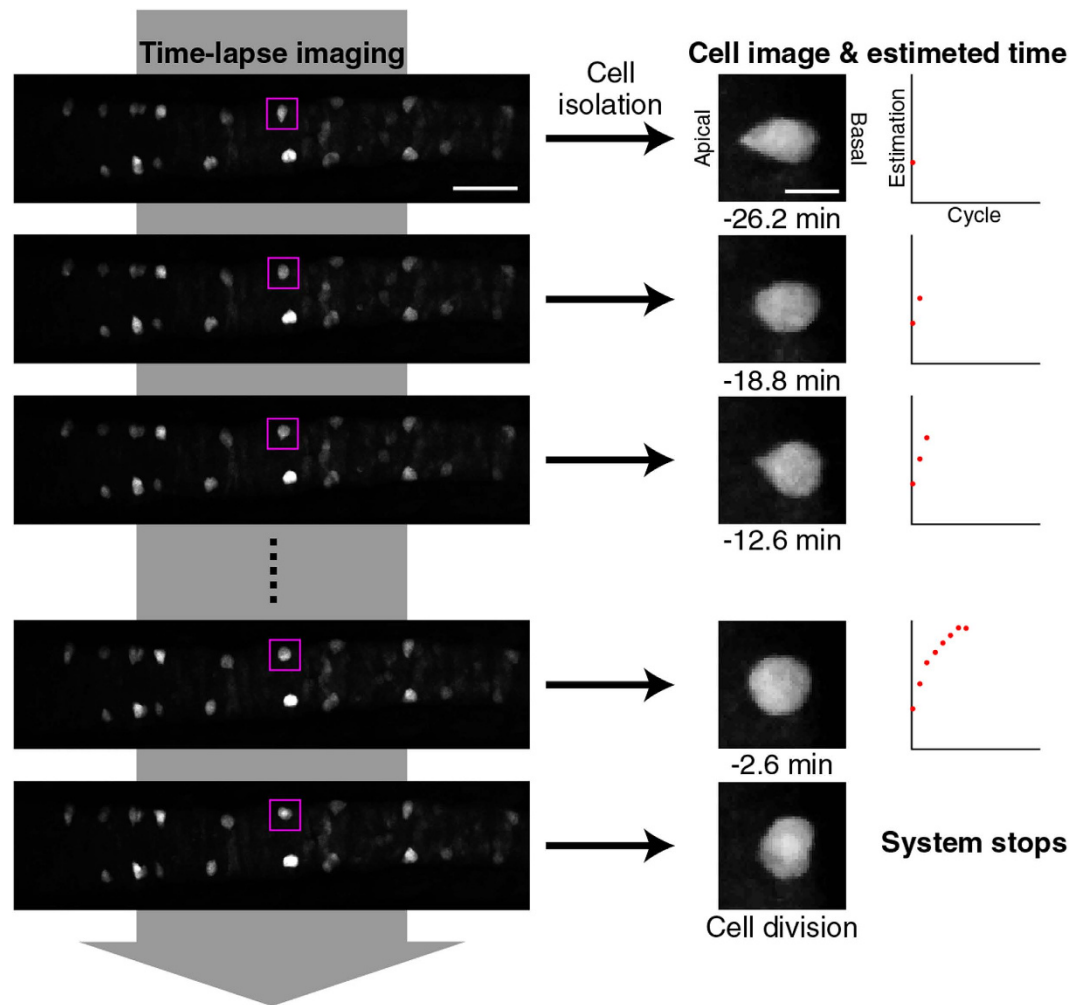 Time-lapse imaging
Cell
isolation
Cell image & estimeted time
Apical
Basal
Estimation
Cycle
-26.2 min
-18.8 min
-12.6 min
-2.6 min
System stops
Cell division